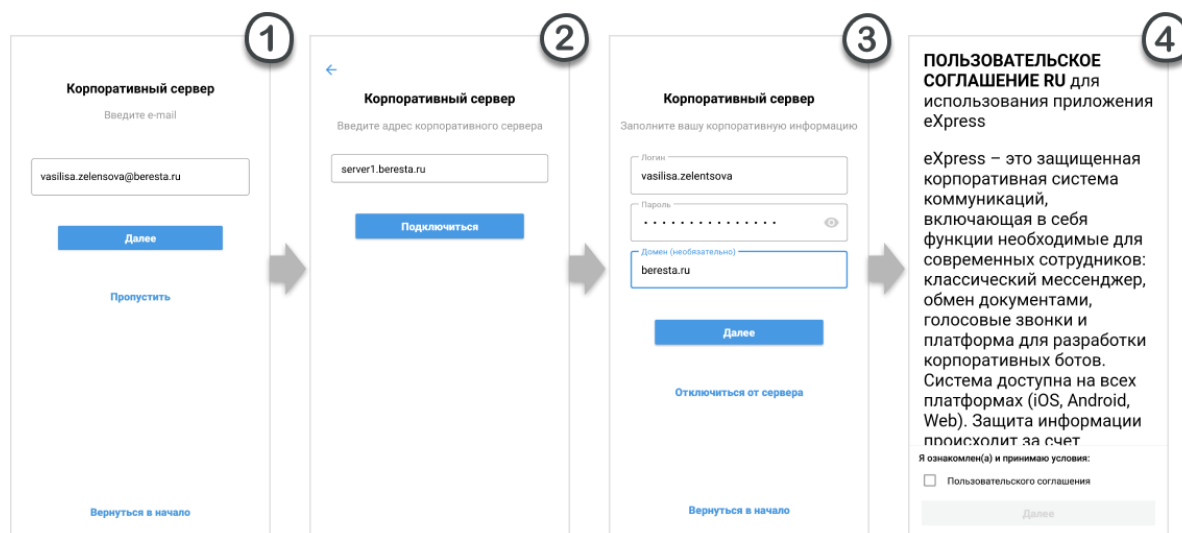 1
Корпоративный сервер
Введите e-mail
vasilisa.zelensova@beresta.ru
Далее
Пропустить
Вернуться в начало
2
Корпоративный сервер
Введите адрес корпоративного сервера
server1.beresta.ru
Подключиться
3
Корпоративный сервер
Заполните вашу корпоративную информацию
Логин
vasilisa.zelentsova
Пароль
Домен (необязательно)
beresta.ru
Далее
Отключиться от сервера
Вернуться в начало
4
ПОЛЬЗОВАТЕЛЬСКОЕ
СОГЛАШЕНИЕ RU для
использования приложения
eXpress
eXpress – это защищенная
корпоративная система
коммуникаций,
включающая в себя
функции необходимые для
современных сотрудников:
классический мессенджер,
обмен документами,
голосовые звонки и
платформа для разработки
корпоративных ботов.
Система доступна на всех
платформах (iOS, Android,
Web). Защита информации
происходит за счет
Я ознакомлен(а) и принимаю условия:
Пользовательского соглашения
Далее